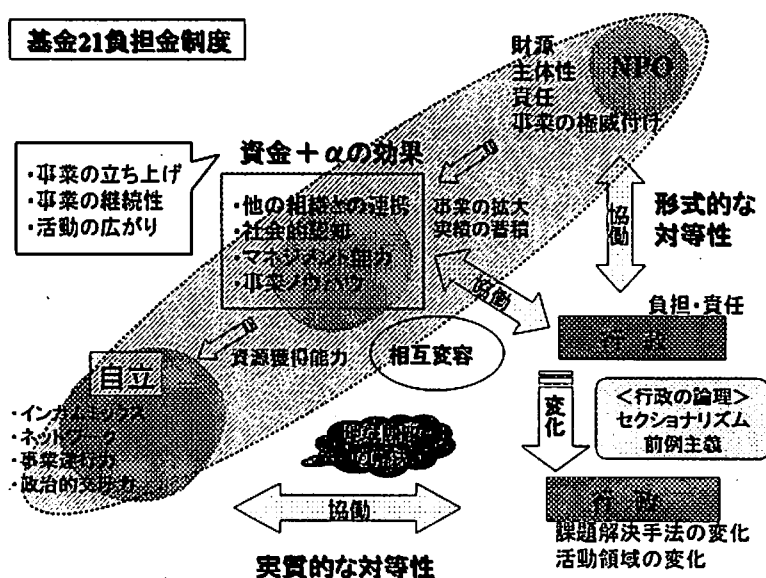 基金21負担金制度
財源
主体性
責任
事業の権威付け
NPO
・事業の立ち上げ
・事業の継続性
・活動の広がり
資金+αの効果
・他の組織との連携
・社会的認知
・マネジメント能力
・事業ノウハウ
事業の拡大
実績の蓄積
協働
形式的な
対等性
協働
負担・責任
行政
資源獲得能力
相互変容
自立
・インカムミックス
・ネットワーク
・事業遂行力
・政治的交渉力
変化
<行政の論理>
セクショナリズム
前例主義
協働
実質的な対等性
行政
課題解決手法の変化
活動領域の変化